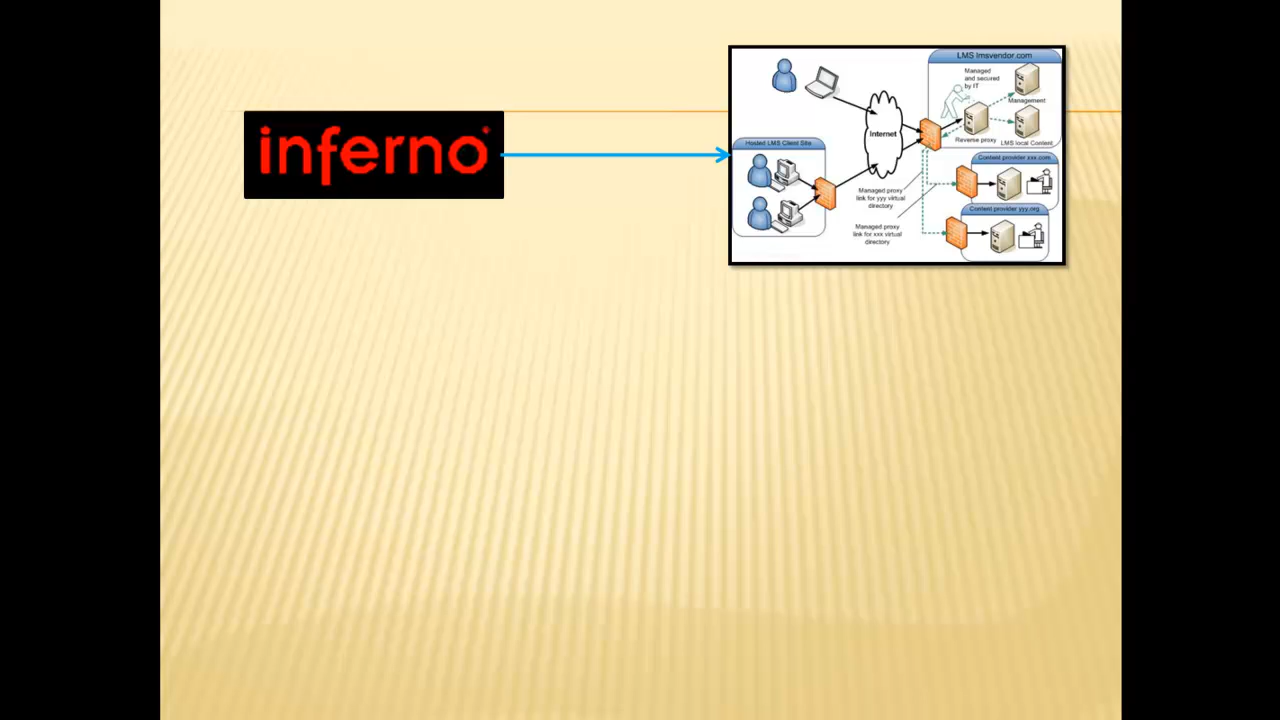 inferno
LMS lmsvendor.com
Managed
and secured
by IT
Management
Reverse proxy
LMS local Content
Internet
Hosted LMS Client Site
Content provider xxx.com
Managed proxy
link for yyy virtual
directory
Content provider yyy.org
Managed proxy
link for xxx virtual
directory